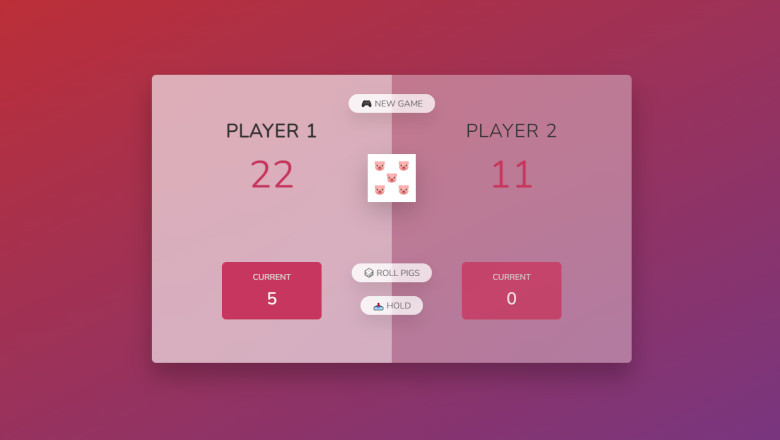 🎮 NEW GAME
PLAYER 1
22
PLAYER 2
11
CURRENT
5
🎲 ROLL PIGS
📥 HOLD
CURRENT
0